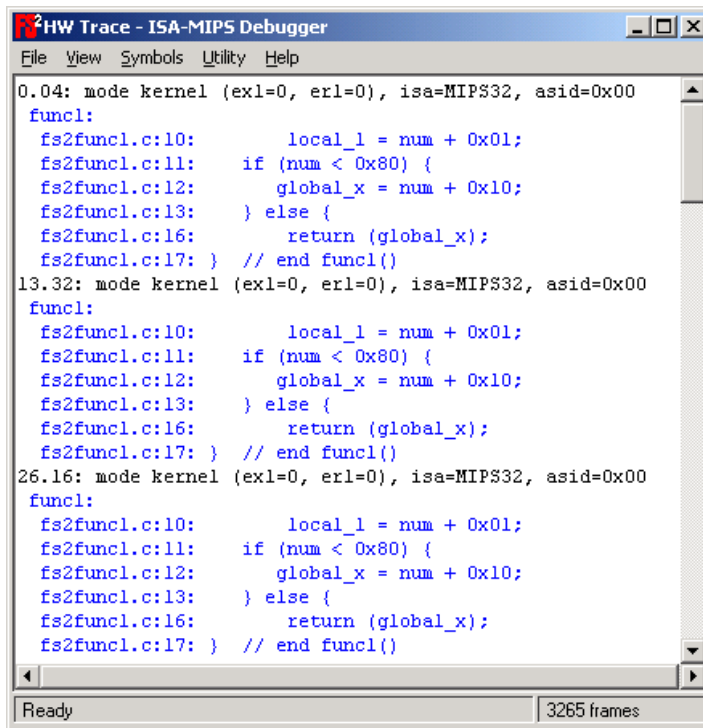 FS2 HW Trace - ISA-MIPS Debugger
File View Symbols Utility Help
0.04: mode kernel (exl=0, erl=0), isa=MIPS32, asid=0x00
func1:
fs2func1.c:10: local_1 = num + 0x01;
fs2func1.c:11: if (num < 0x80) {
fs2func1.c:12: global_x = num + 0x10;
fs2func1.c:13: } else {
fs2func1.c:16: return (global_x);
fs2func1.c:17: } // end func1()
13.32: mode kernel (exl=0, erl=0), isa=MIPS32, asid=0x00
func1:
fs2func1.c:10: local_1 = num + 0x01;
fs2func1.c:11: if (num < 0x80) {
fs2func1.c:12: global_x = num + 0x10;
fs2func1.c:13: } else {
fs2func1.c:16: return (global_x);
fs2func1.c:17: } // end func1()
26.16: mode kernel (exl=0, erl=0), isa=MIPS32, asid=0x00
func1:
fs2func1.c:10: local_1 = num + 0x01;
fs2func1.c:11: if (num < 0x80) {
fs2func1.c:12: global_x = num + 0x10;
fs2func1.c:13: } else {
fs2func1.c:16: return (global_x);
fs2func1.c:17: } // end func1()
Ready 3265 frames